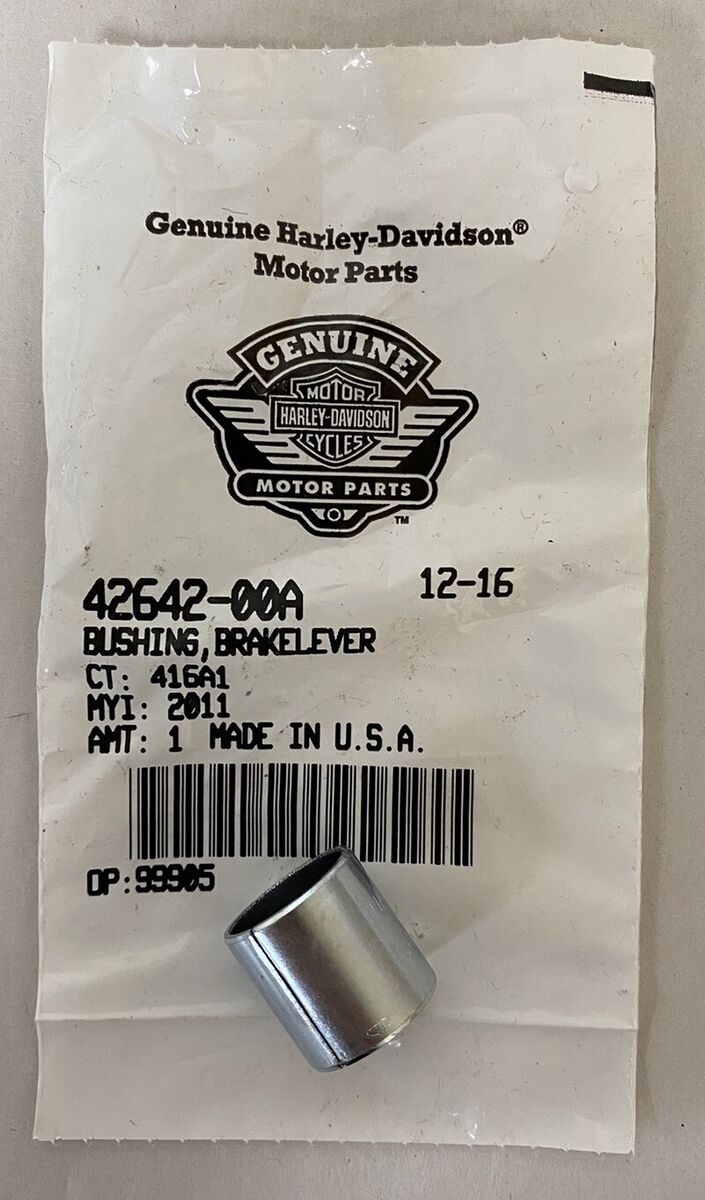 Genuine Harley-Davidson®
Motor Parts
GENUINE
MOTOR
HARLEY-DAVIDSON
CYCLES
MOTOR PARTS
TM
42642-00A 12-16
BUSHING,BRAKELEVER
CT: 416A1
MYI: 2011
AMT: 1 MADE IN U.S.A.
OP:99905